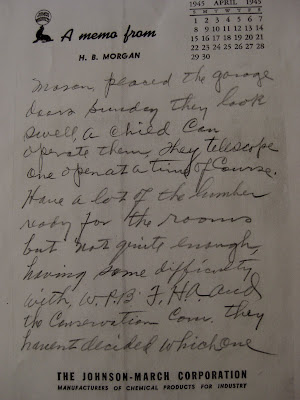 1945 APRIL 1945
S M T W T F S
1 2 3 4 5 6 7
8 9 10 11 12 13 14
15 16 17 18 19 20 21
22 23 24 25 26 27 28
29 30
A memo from
H. B. MORGAN
Mason, placed the garage
doors sunday they look
swell, a child can
operate them, they telescope
one open at a time of course.
Have a lot of the lumber
ready for the rooms
but not quite enough,
having some difficulty
with, W.P.B. F.HA and
the Conservation Com. they
havent decided which one
THE JOHNSON-MARCH CORPORATION
MANUFACTURERS OF CHEMICAL PRODUCTS FOR INDUSTRY